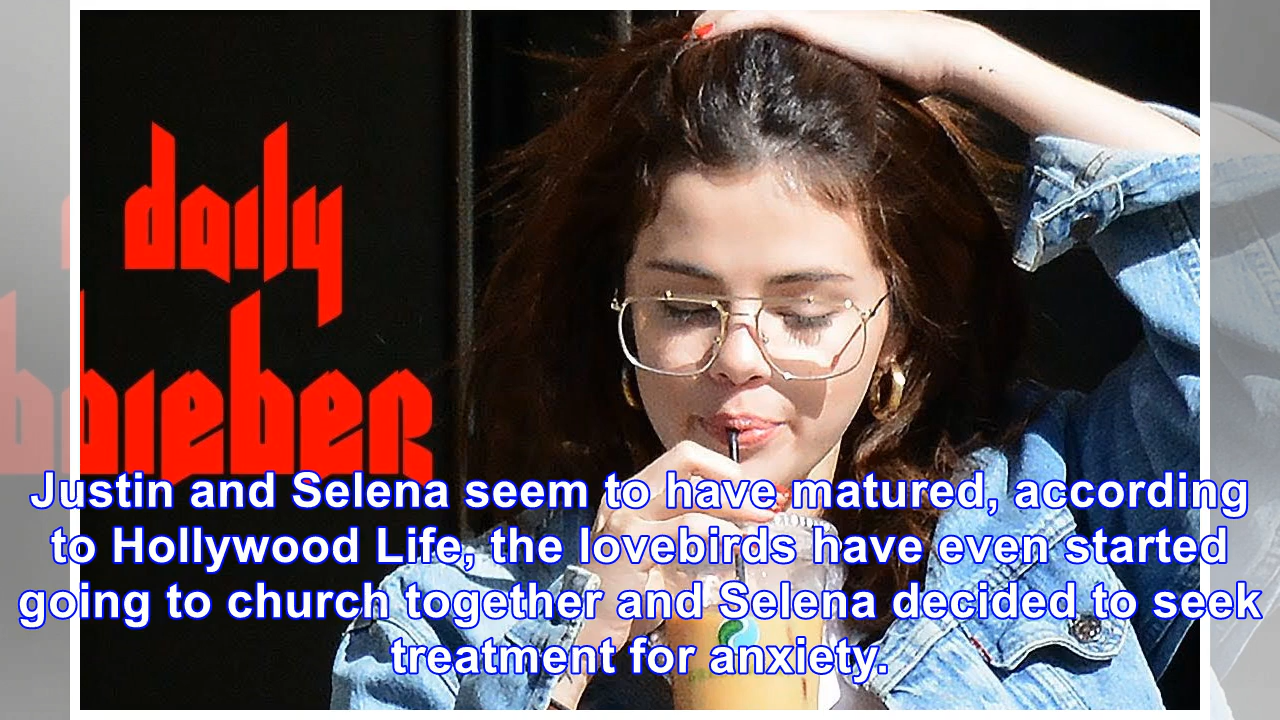 daily
bbieber
Justin and Selena seem to have matured, according
to Hollywood Life, the lovebirds have even started
going to church together and Selena decided to seek
treatment for anxiety.